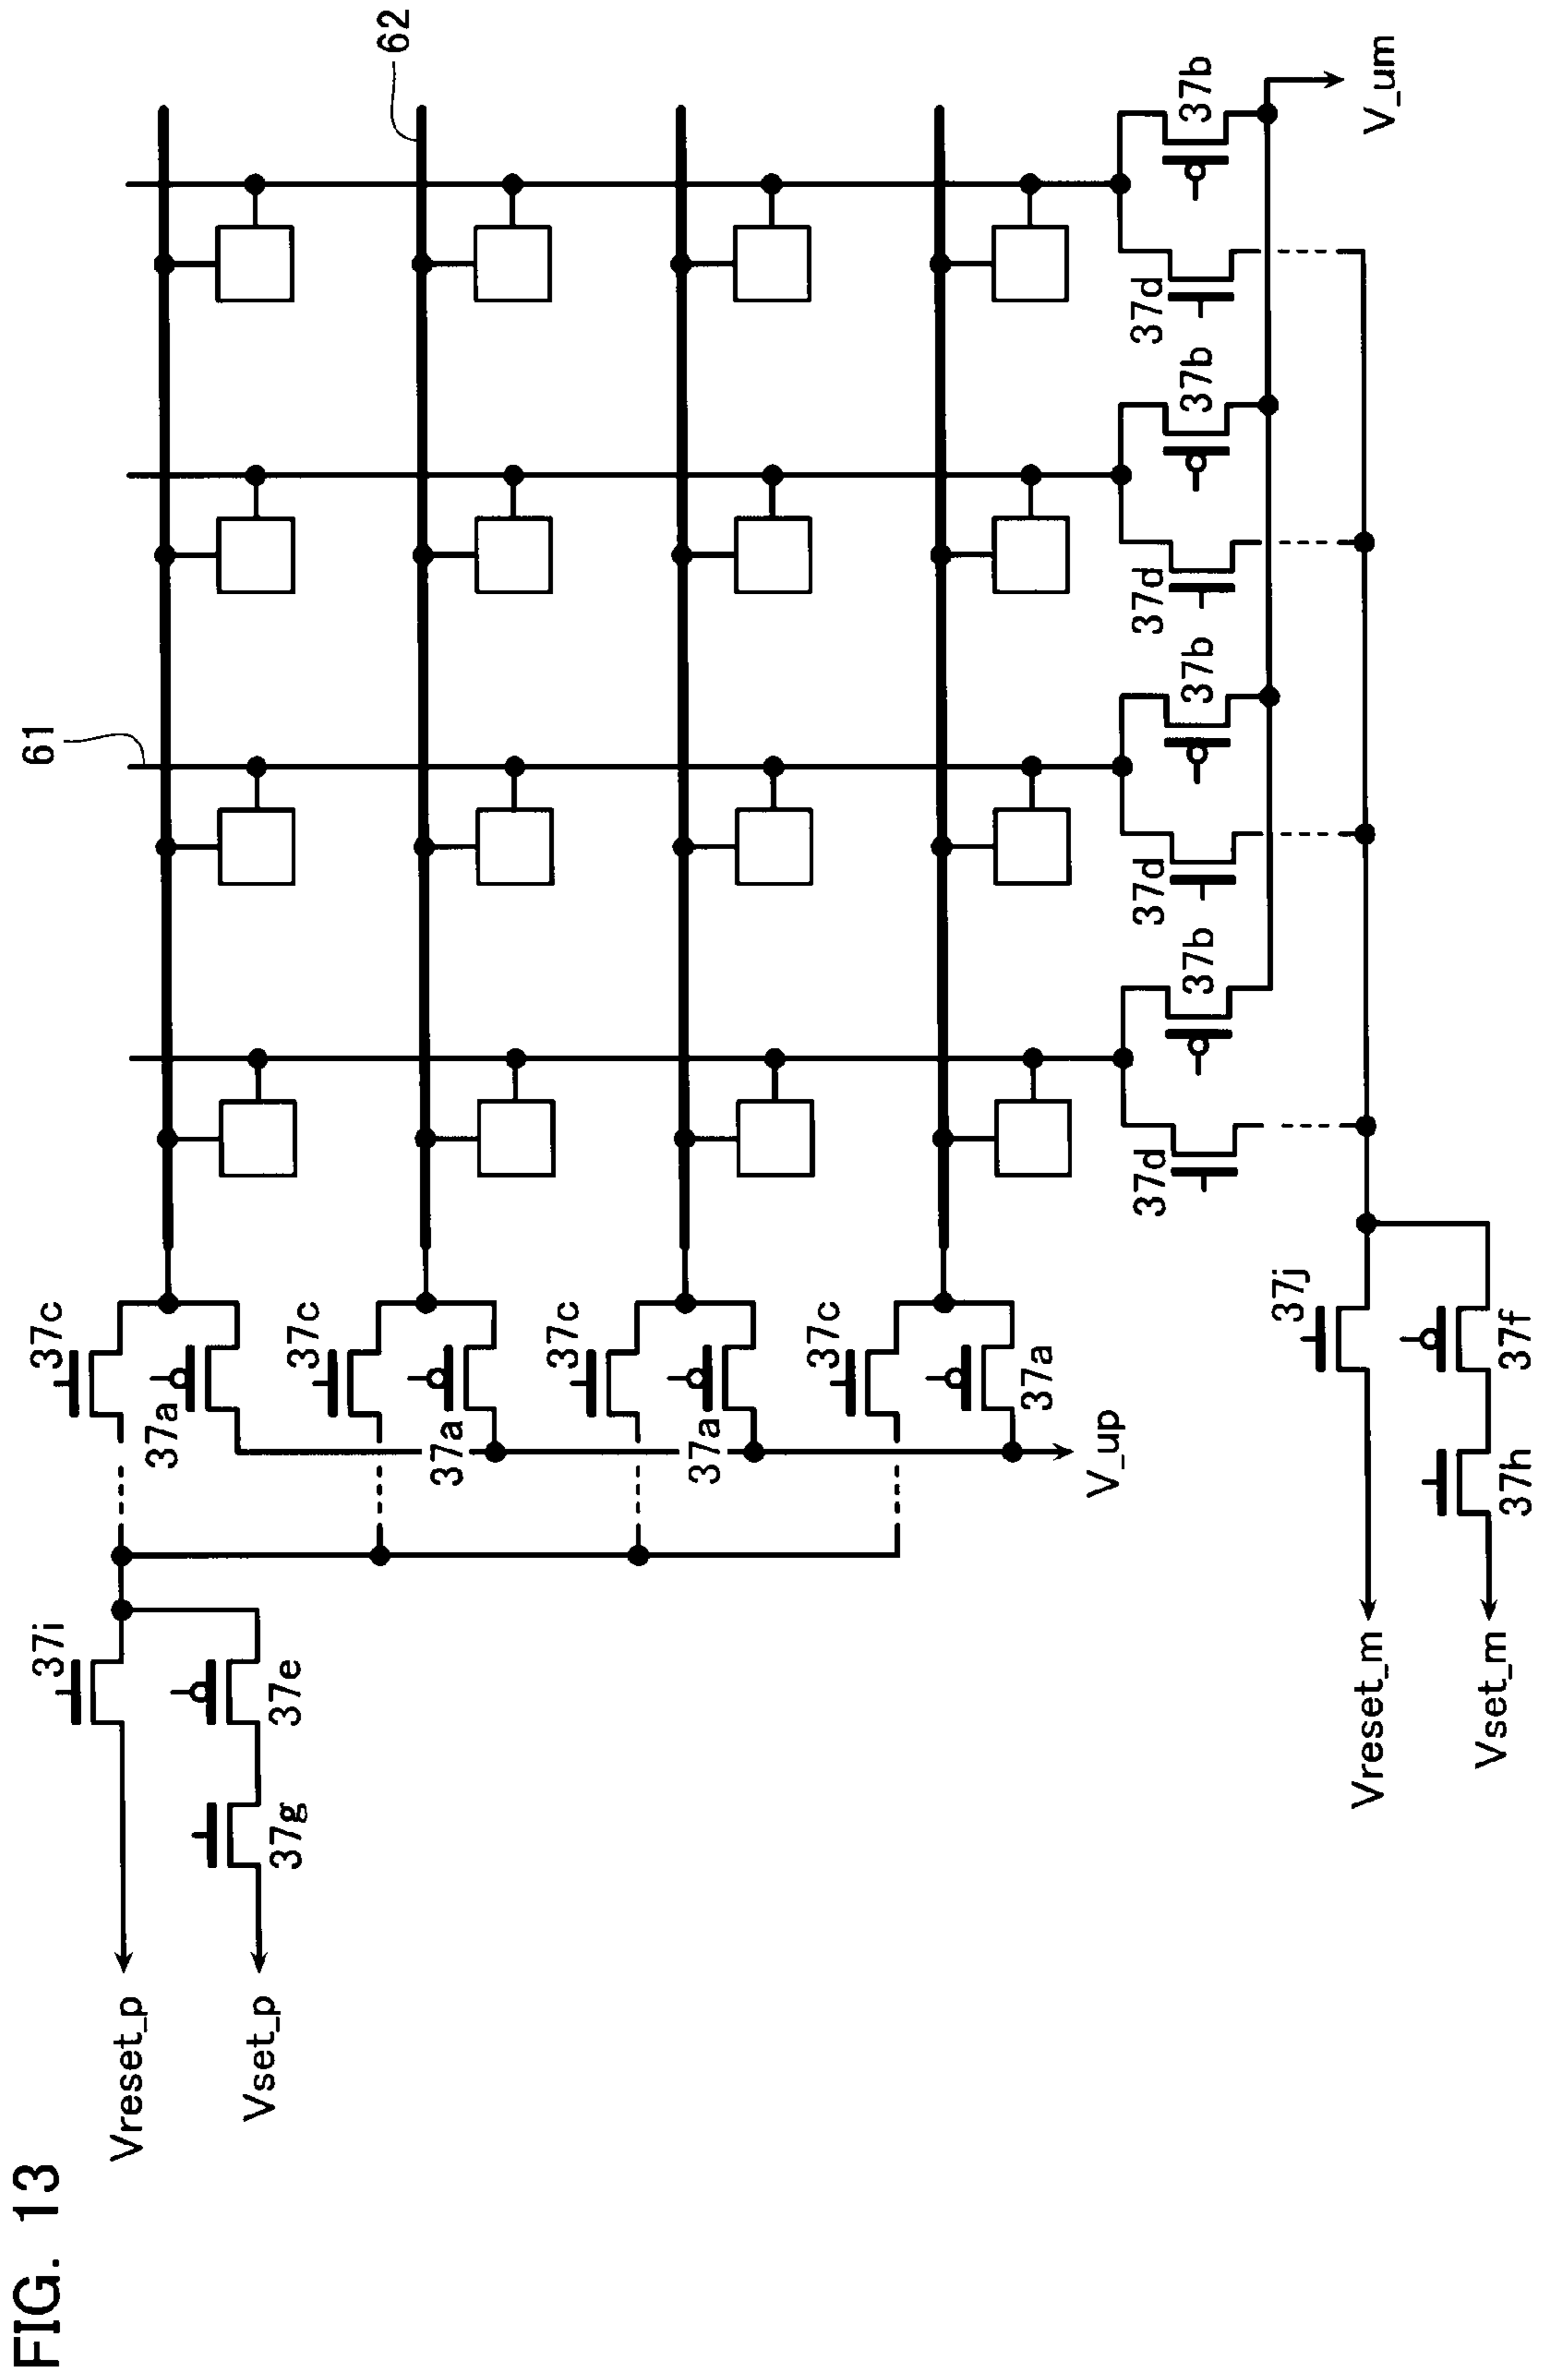 FIG. 13
Vreset_p
Vset_p
37i
37g
37e
37c
37a
37c
37a
37c
37a
37c
37a
V_up
61
62
37d
37b
37d
37b
37d
37b
37d
37b
V_um
37j
37h
37f
Vreset_m
Vset_m